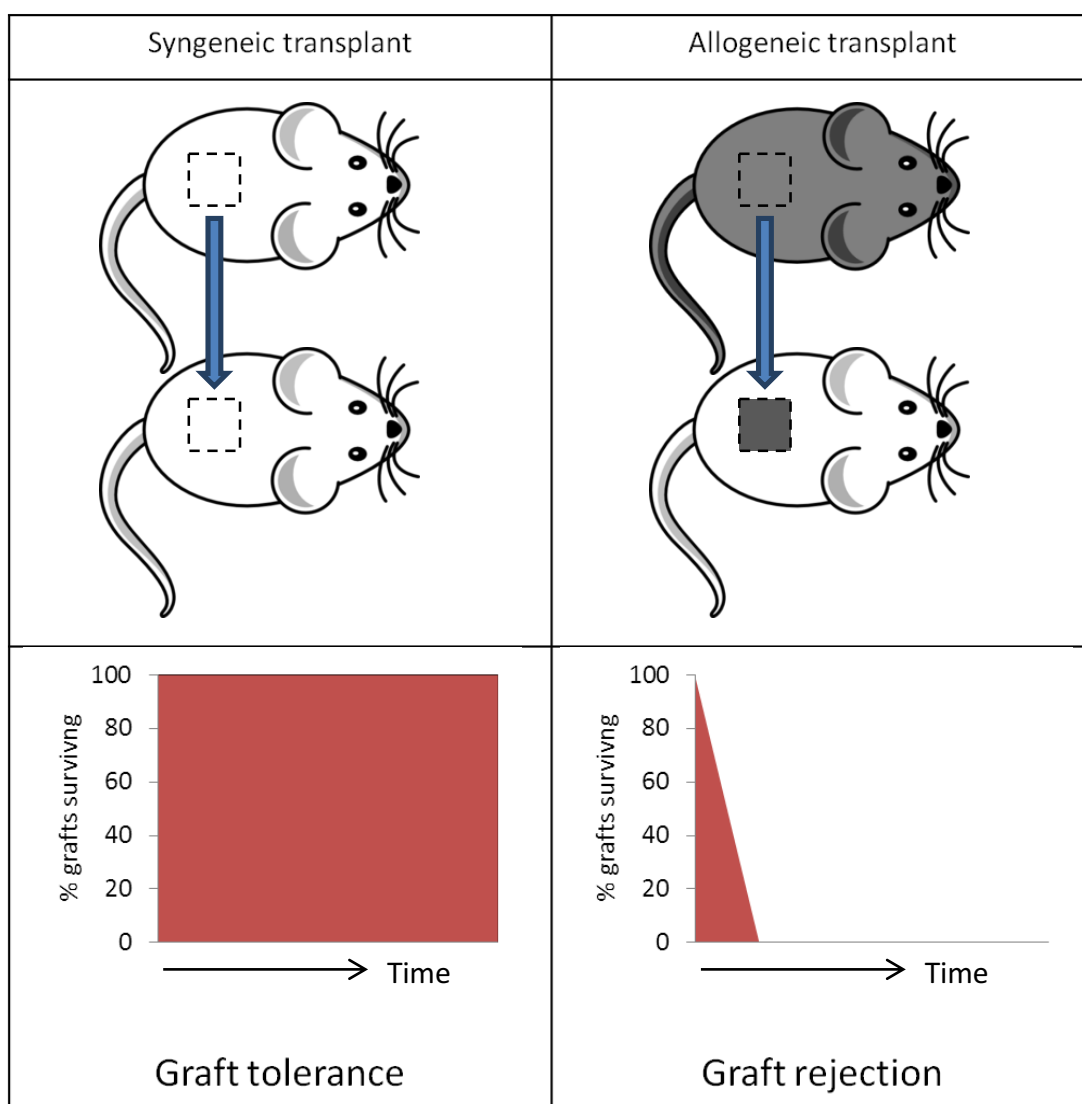 Syngeneic transplant
Allogeneic transplant
% grafts survivng
100
80
60
40
20
0
Time
Graft tolerance
% grafts survivng
100
80
60
40
20
0
Time
Graft rejection